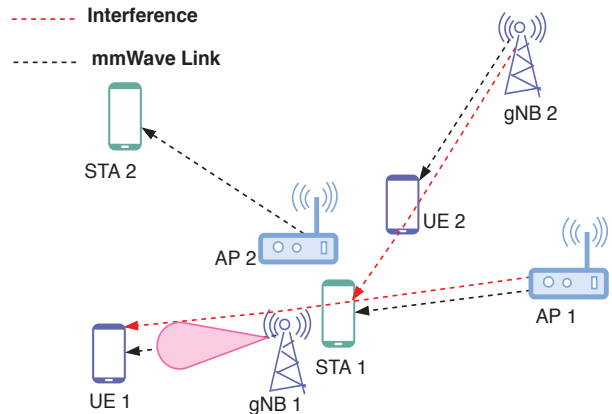 Interference
mmWave Link
gNB 2
STA 2
UE 2
AP 2
AP 1
STA 1
UE 1
gNB 1